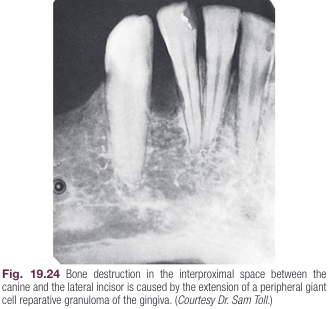 Fig. 19.24 Bone destruction in the interproximal space between the
canine and the lateral incisor is caused by the extension of a peripheral giant
cell reparative granuloma of the gingiva. (Courtesy Dr. Sam Toll.)